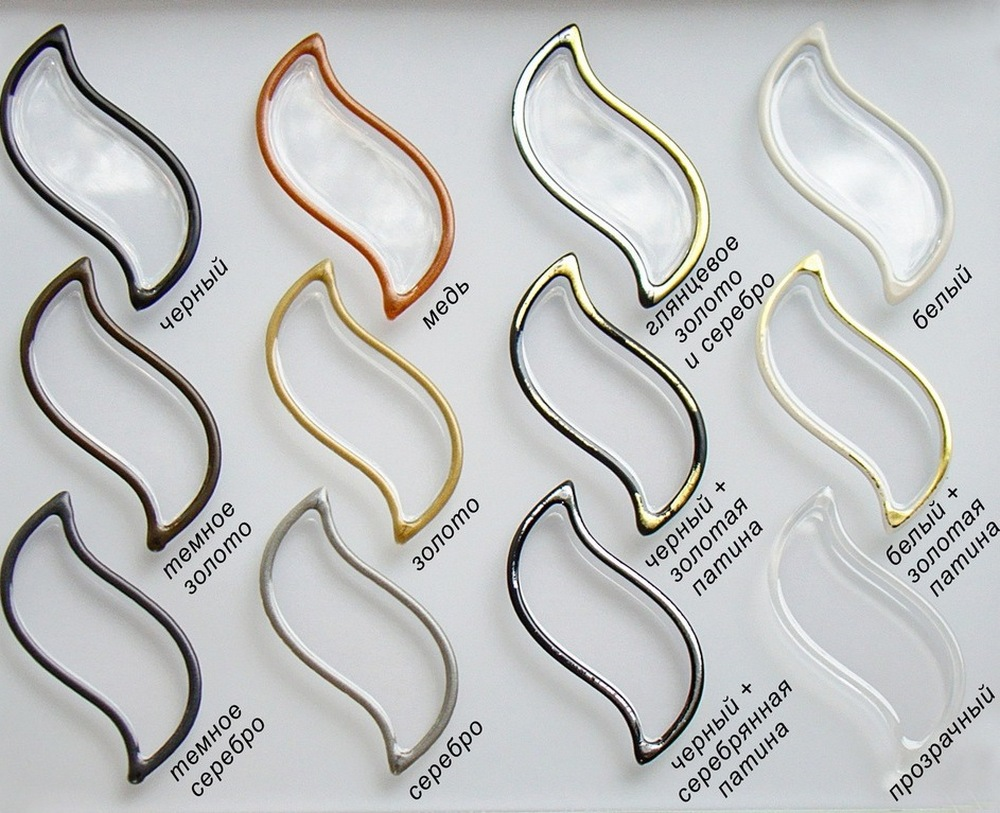 черный
медь
глянцевое
золото
и серебро
белый
темное
золото
золото
черный +
золотая
патина
белый +
золотая
патина
темное
серебро
серебро
черный +
серебрянная
патина
прозрачный